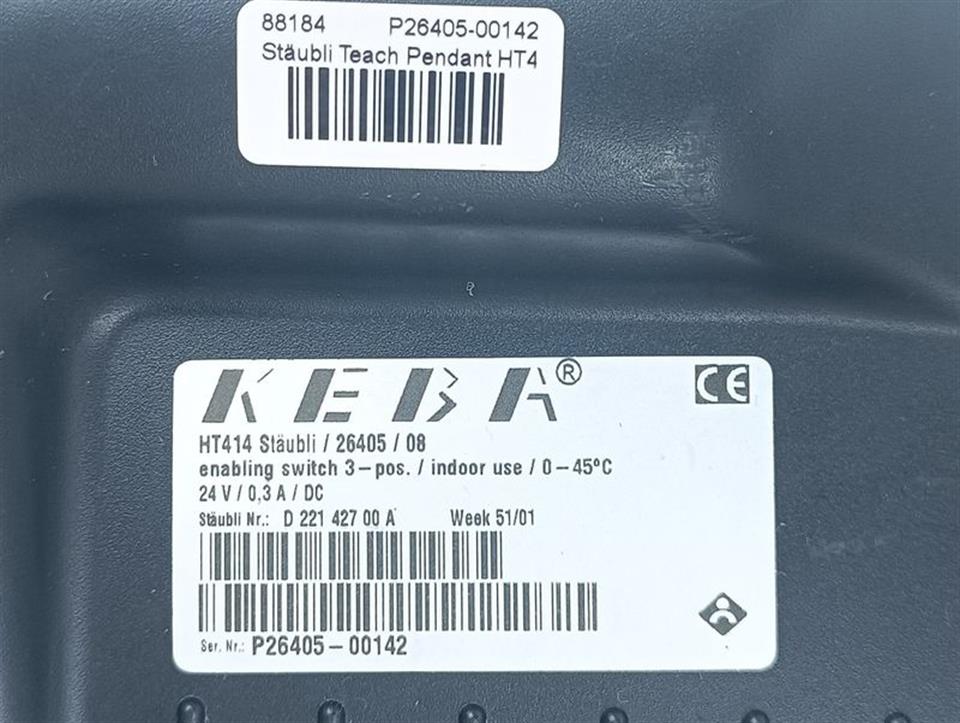 88184 P26405-00142
Stäubli Teach Pendant HT4
KEBA®
CE
HT414 Stäubli / 26405 / 08
enabling switch 3-pos. / indoor use / 0-45°C
24 V / 0,3 A / DC
Stäubli Nr.: D 221 427 00 A Week 51/01
Ser. Nr.: P26405-00142